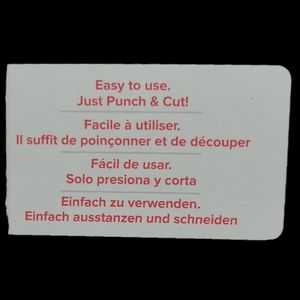 Easy to use.
Just Punch & Cut!
Facile à utiliser.
Il suffit de poinçonner et de découper
Fácil de usar.
Solo presiona y corta
Einfach zu verwenden.
Einfach ausstanzen und schneiden